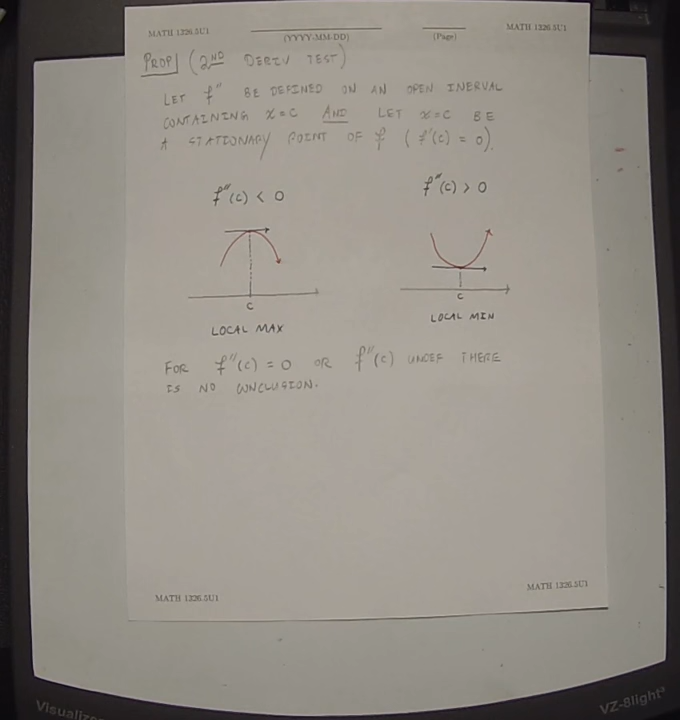 MATH 1326.5U1 (YYYY-MM-DD) (Page) MATH 1326.5U1
PROP (2ND DERIV TEST)
LET f'' BE DEFINED ON AN OPEN INERVAL
CONTAINING x=c AND LET x=c BE
A STATIONARY POINT OF f (f'(c) = 0).
f''(c) < 0
f''(c) > 0
c
c
LOCAL MAX
LOCAL MIN
FOR f''(c) = 0 OR f''(c) UNDEF THERE
IS NO CONCLUSION.
MATH 1326.5U1
MATH 1326.5U1
Visualize
VZ-8light³